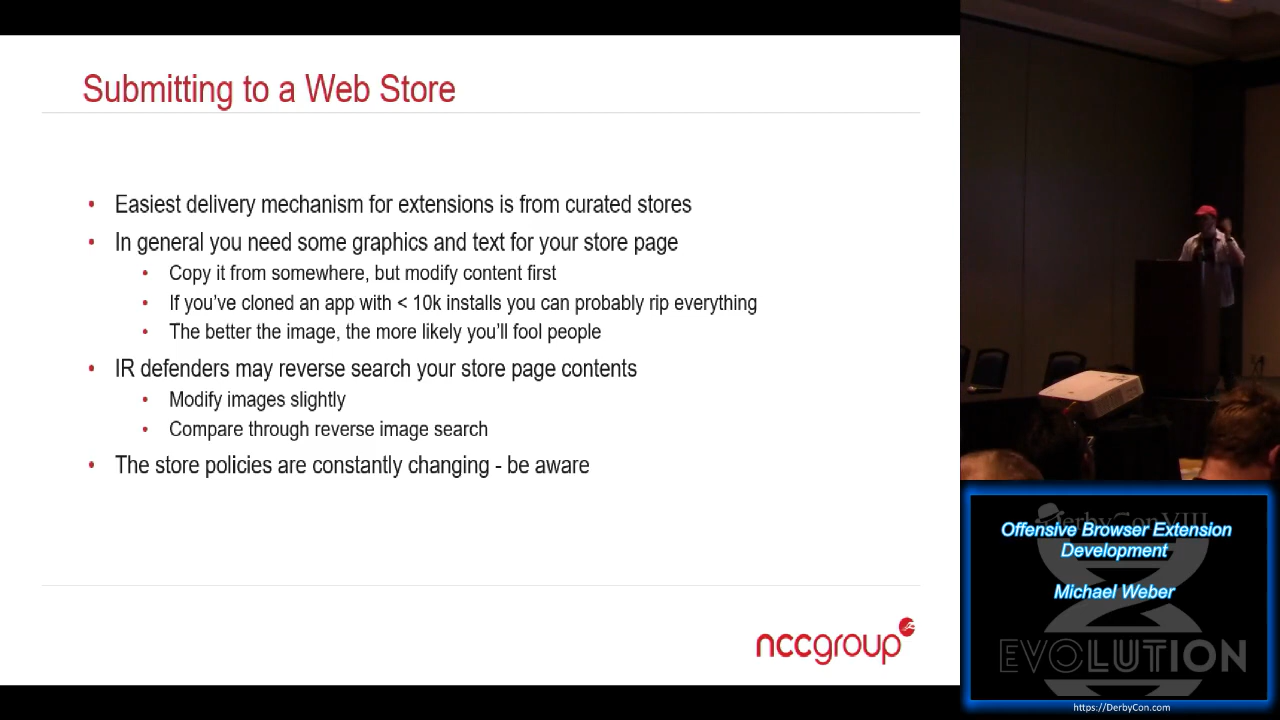 Submitting to a Web Store
• Easiest delivery mechanism for extensions is from curated stores
• In general you need some graphics and text for your store page
• Copy it from somewhere, but modify content first
• If you've cloned an app with < 10k installs you can probably rip everything
• The better the image, the more likely you'll fool people
• IR defenders may reverse search your store page contents
• Modify images slightly
• Compare through reverse image search
• The store policies are constantly changing - be aware
nccgroup
DerbyCon VIII
Offensive Browser Extension
Development
Michael Weber
EVOLUTION
https://DerbyCon.com